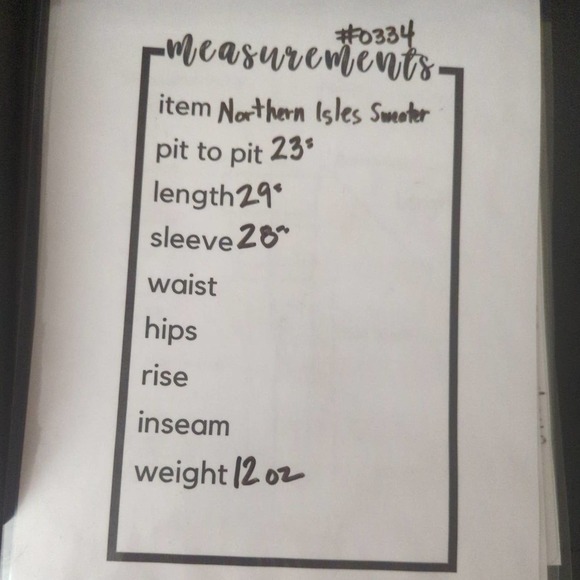 #0334
measurements
item Northern Isles Sweater
pit to pit 23"
length 29"
sleeve 28"
waist
hips
rise
inseam
weight 12 oz